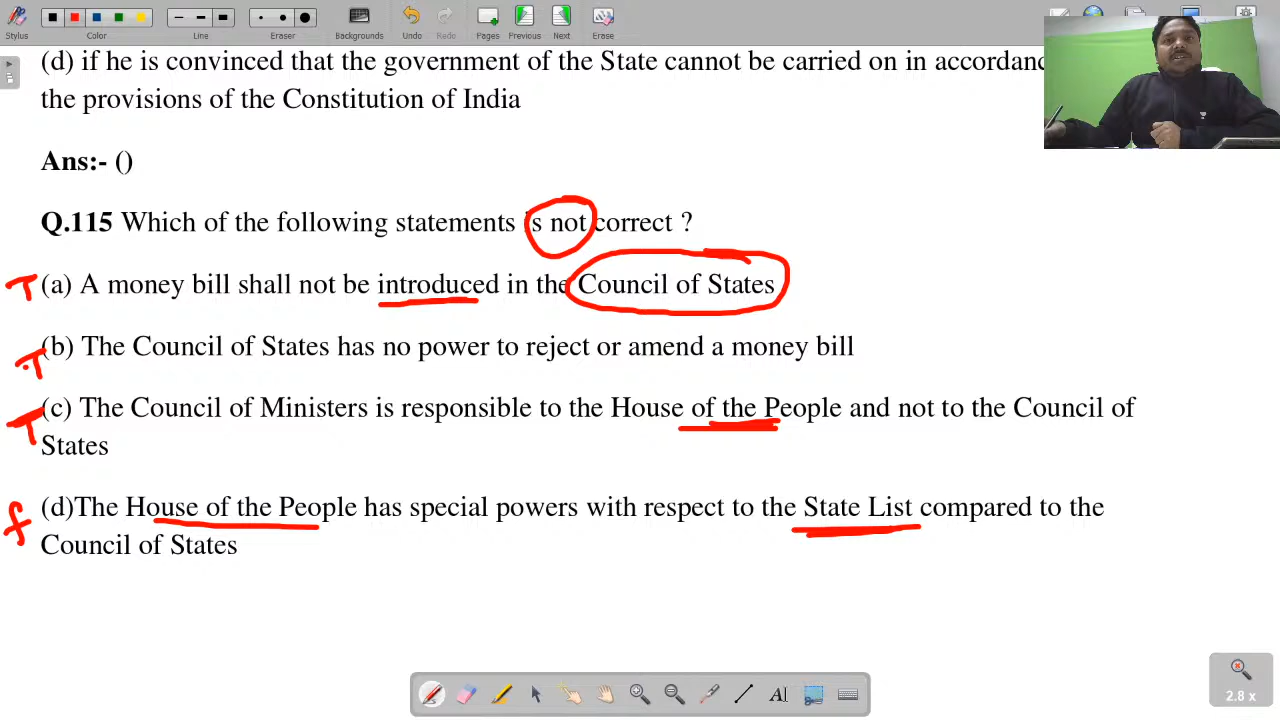 Stylus
Color
Line
Eraser
Backgrounds
Undo
Redo
Pages
Previous
Next
Erase
(d) if he is convinced that the government of the State cannot be carried on in accordanc
the provisions of the Constitution of India
Ans:- ()
Q.115 Which of the following statements is not correct ?
T (a) A money bill shall not be introduced in the Council of States
T (b) The Council of States has no power to reject or amend a money bill
T (c) The Council of Ministers is responsible to the House of the People and not to the Council of
States
f (d)The House of the People has special powers with respect to the State List compared to the
Council of States
AI
2.8 x